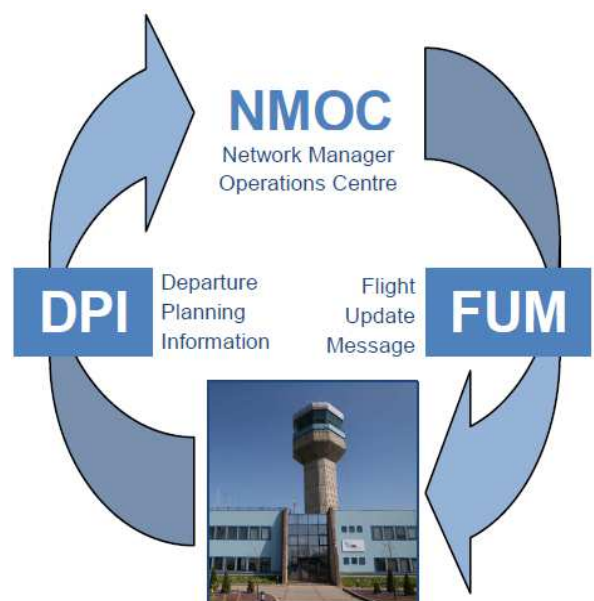 NMOC
Network Manager
Operations Centre
DPI
Departure
Planning
Information
Flight
Update
Message
FUM